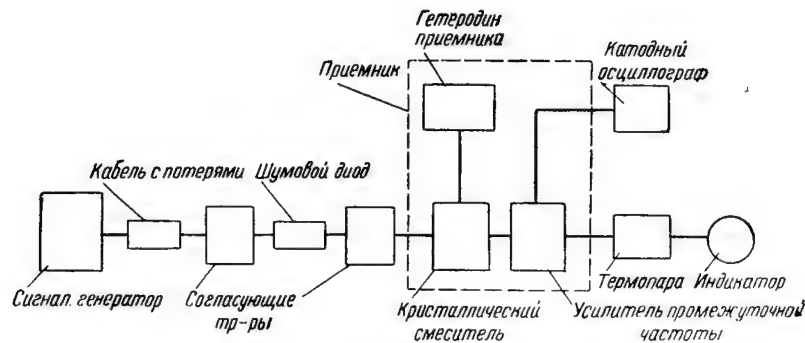 Гетеродин
приемника
Приемник
Катодный
осциллограф
Кабель с потерями
Шумовой диод
Сигнал. генератор
Согласующие
тр-ры
Кристаллический
смеситель
Термопара
Индикатор
Усилитель промежуточной
частоты